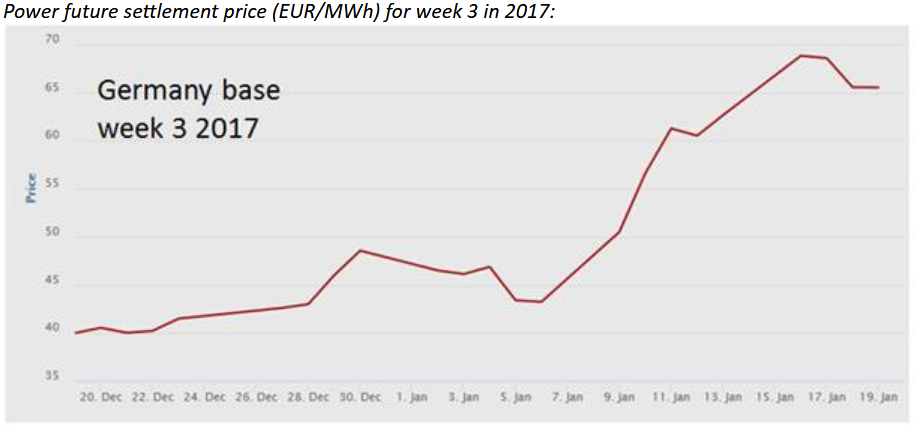 Power future settlement price (EUR/MWh) for week 3 in 2017:
70
Germany base
week 3 2017
65
60
55
50
45
40
35
Price
20. Dec 22. Dec 24. Dec 26. Dec 28. Dec 30. Dec 1. Jan 3. Jan 5. Jan 7. Jan 9. Jan 11. Jan 13. Jan 15. Jan 17. Jan 19. Jan